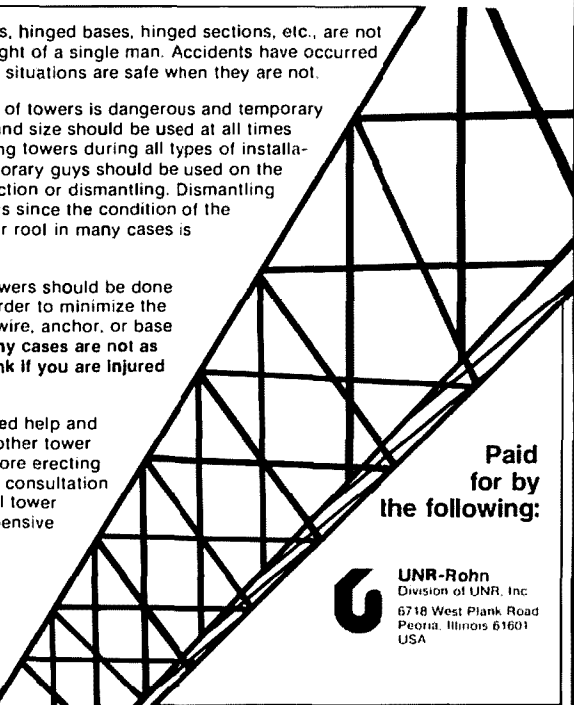 s, hinged bases, hinged sections, etc., are not
ght of a single man. Accidents have occurred
situations are safe when they are not.
of towers is dangerous and temporary
and size should be used at all times
ng towers during all types of installa-
orary guys should be used on the
ction or dismantling. Dismantling
s since the condition of the
r roof in many cases is
wers should be done
rder to minimize the
wire, anchor, or base
ny cases are not as
nk if you are injured
ed help and
other tower
ore erecting
consultation
l tower
ensive
Paid
for by
the following:
UNR-Rohn
Division of UNR, Inc
6718 West Plank Road
Peoria, Illinois 61601
USA